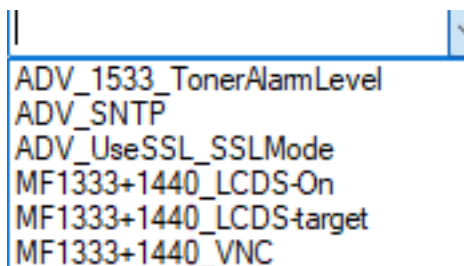 ADV_1533_TonerAlarmLevel
ADV_SNTP
ADV_UseSSL_SSLMode
MF1333+1440_LCDS-On
MF1333+1440_LCDS-target
MF1333+1440_VNC